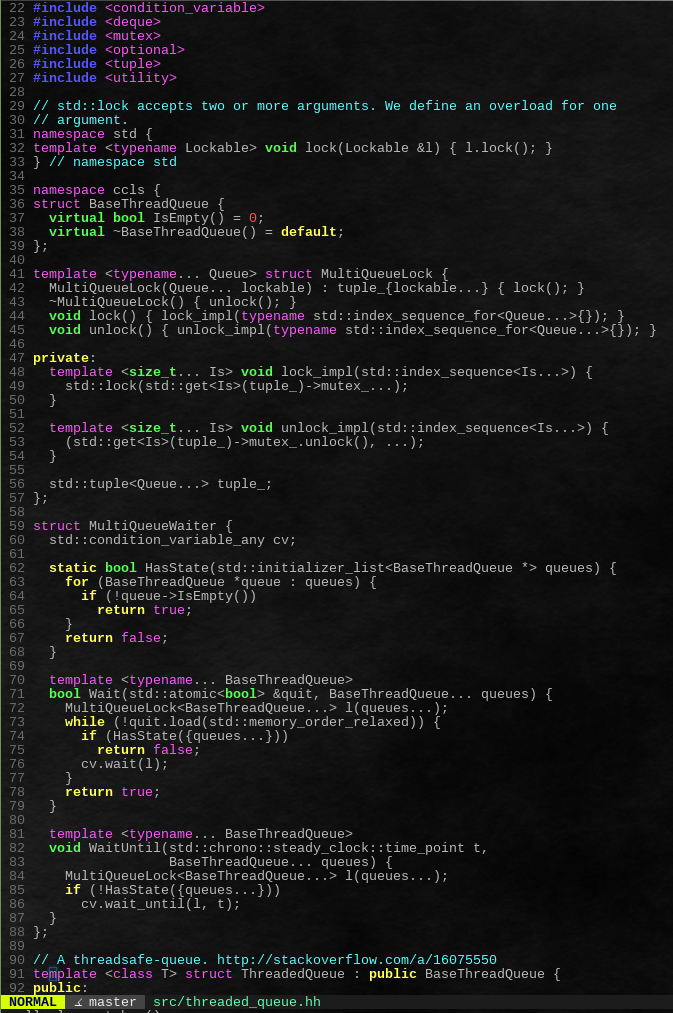 22 #include <condition_variable>
23 #include <deque>
24 #include <mutex>
25 #include <optional>
26 #include <tuple>
27 #include <utility>
28
29 // std::lock accepts two or more arguments. We define an overload for one
30 // argument.
31 namespace std {
32 template <typename Lockable> void lock(Lockable &l) { l.lock(); }
33 } // namespace std
34
35 namespace ccls {
36 struct BaseThreadQueue {
37   virtual bool IsEmpty() = 0;
38   virtual ~BaseThreadQueue() = default;
39 };
40
41 template <typename... Queue> struct MultiQueueLock {
42   MultiQueueLock(Queue... lockable) : tuple_{lockable...} { lock(); }
43   ~MultiQueueLock() { unlock(); }
44   void lock() { lock_impl(typename std::index_sequence_for<Queue...>{}); }
45   void unlock() { unlock_impl(typename std::index_sequence_for<Queue...>{}); }
46
47 private:
48   template <size_t... Is> void lock_impl(std::index_sequence<Is...>) {
49     std::lock(std::get<Is>(tuple_)->mutex_...);
50   }
51
52   template <size_t... Is> void unlock_impl(std::index_sequence<Is...>) {
53     (std::get<Is>(tuple_)->mutex_.unlock(), ...);
54   }
55
56   std::tuple<Queue...> tuple_;
57 };
58
59 struct MultiQueueWaiter {
60   std::condition_variable_any cv;
61
62   static bool HasState(std::initializer_list<BaseThreadQueue *> queues) {
63     for (BaseThreadQueue *queue : queues) {
64       if (!queue->IsEmpty())
65         return true;
66     }
67     return false;
68   }
69
70   template <typename... BaseThreadQueue>
71   bool Wait(std::atomic<bool> &quit, BaseThreadQueue... queues) {
72     MultiQueueLock<BaseThreadQueue...> l(queues...);
73     while (!quit.load(std::memory_order_relaxed)) {
74       if (HasState({queues...}))
75         return false;
76       cv.wait(l);
77     }
78     return true;
79   }
80
81   template <typename... BaseThreadQueue>
82   void WaitUntil(std::chrono::steady_clock::time_point t,
83                  BaseThreadQueue... queues) {
84     MultiQueueLock<BaseThreadQueue...> l(queues...);
85     if (!HasState({queues...}))
86       cv.wait_until(l, t);
87   }
88 };
89
90 // A threadsafe-queue. http://stackoverflow.com/a/16075550
91 template <class T> struct ThreadedQueue : public BaseThreadQueue {
92 public:
NORMAL master src/threaded_queue.hh